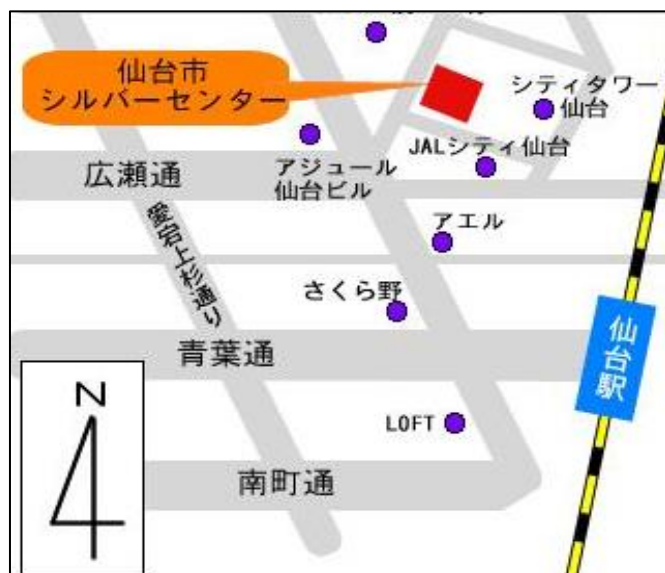 仙台市
シルバーセンター
シティタワー
仙台
JALシティ仙台
アジュール
仙台ビル
広瀬通
愛宕上杉通り
アエル
さくら野
青葉通
仙台駅
LOFT
南町通
N